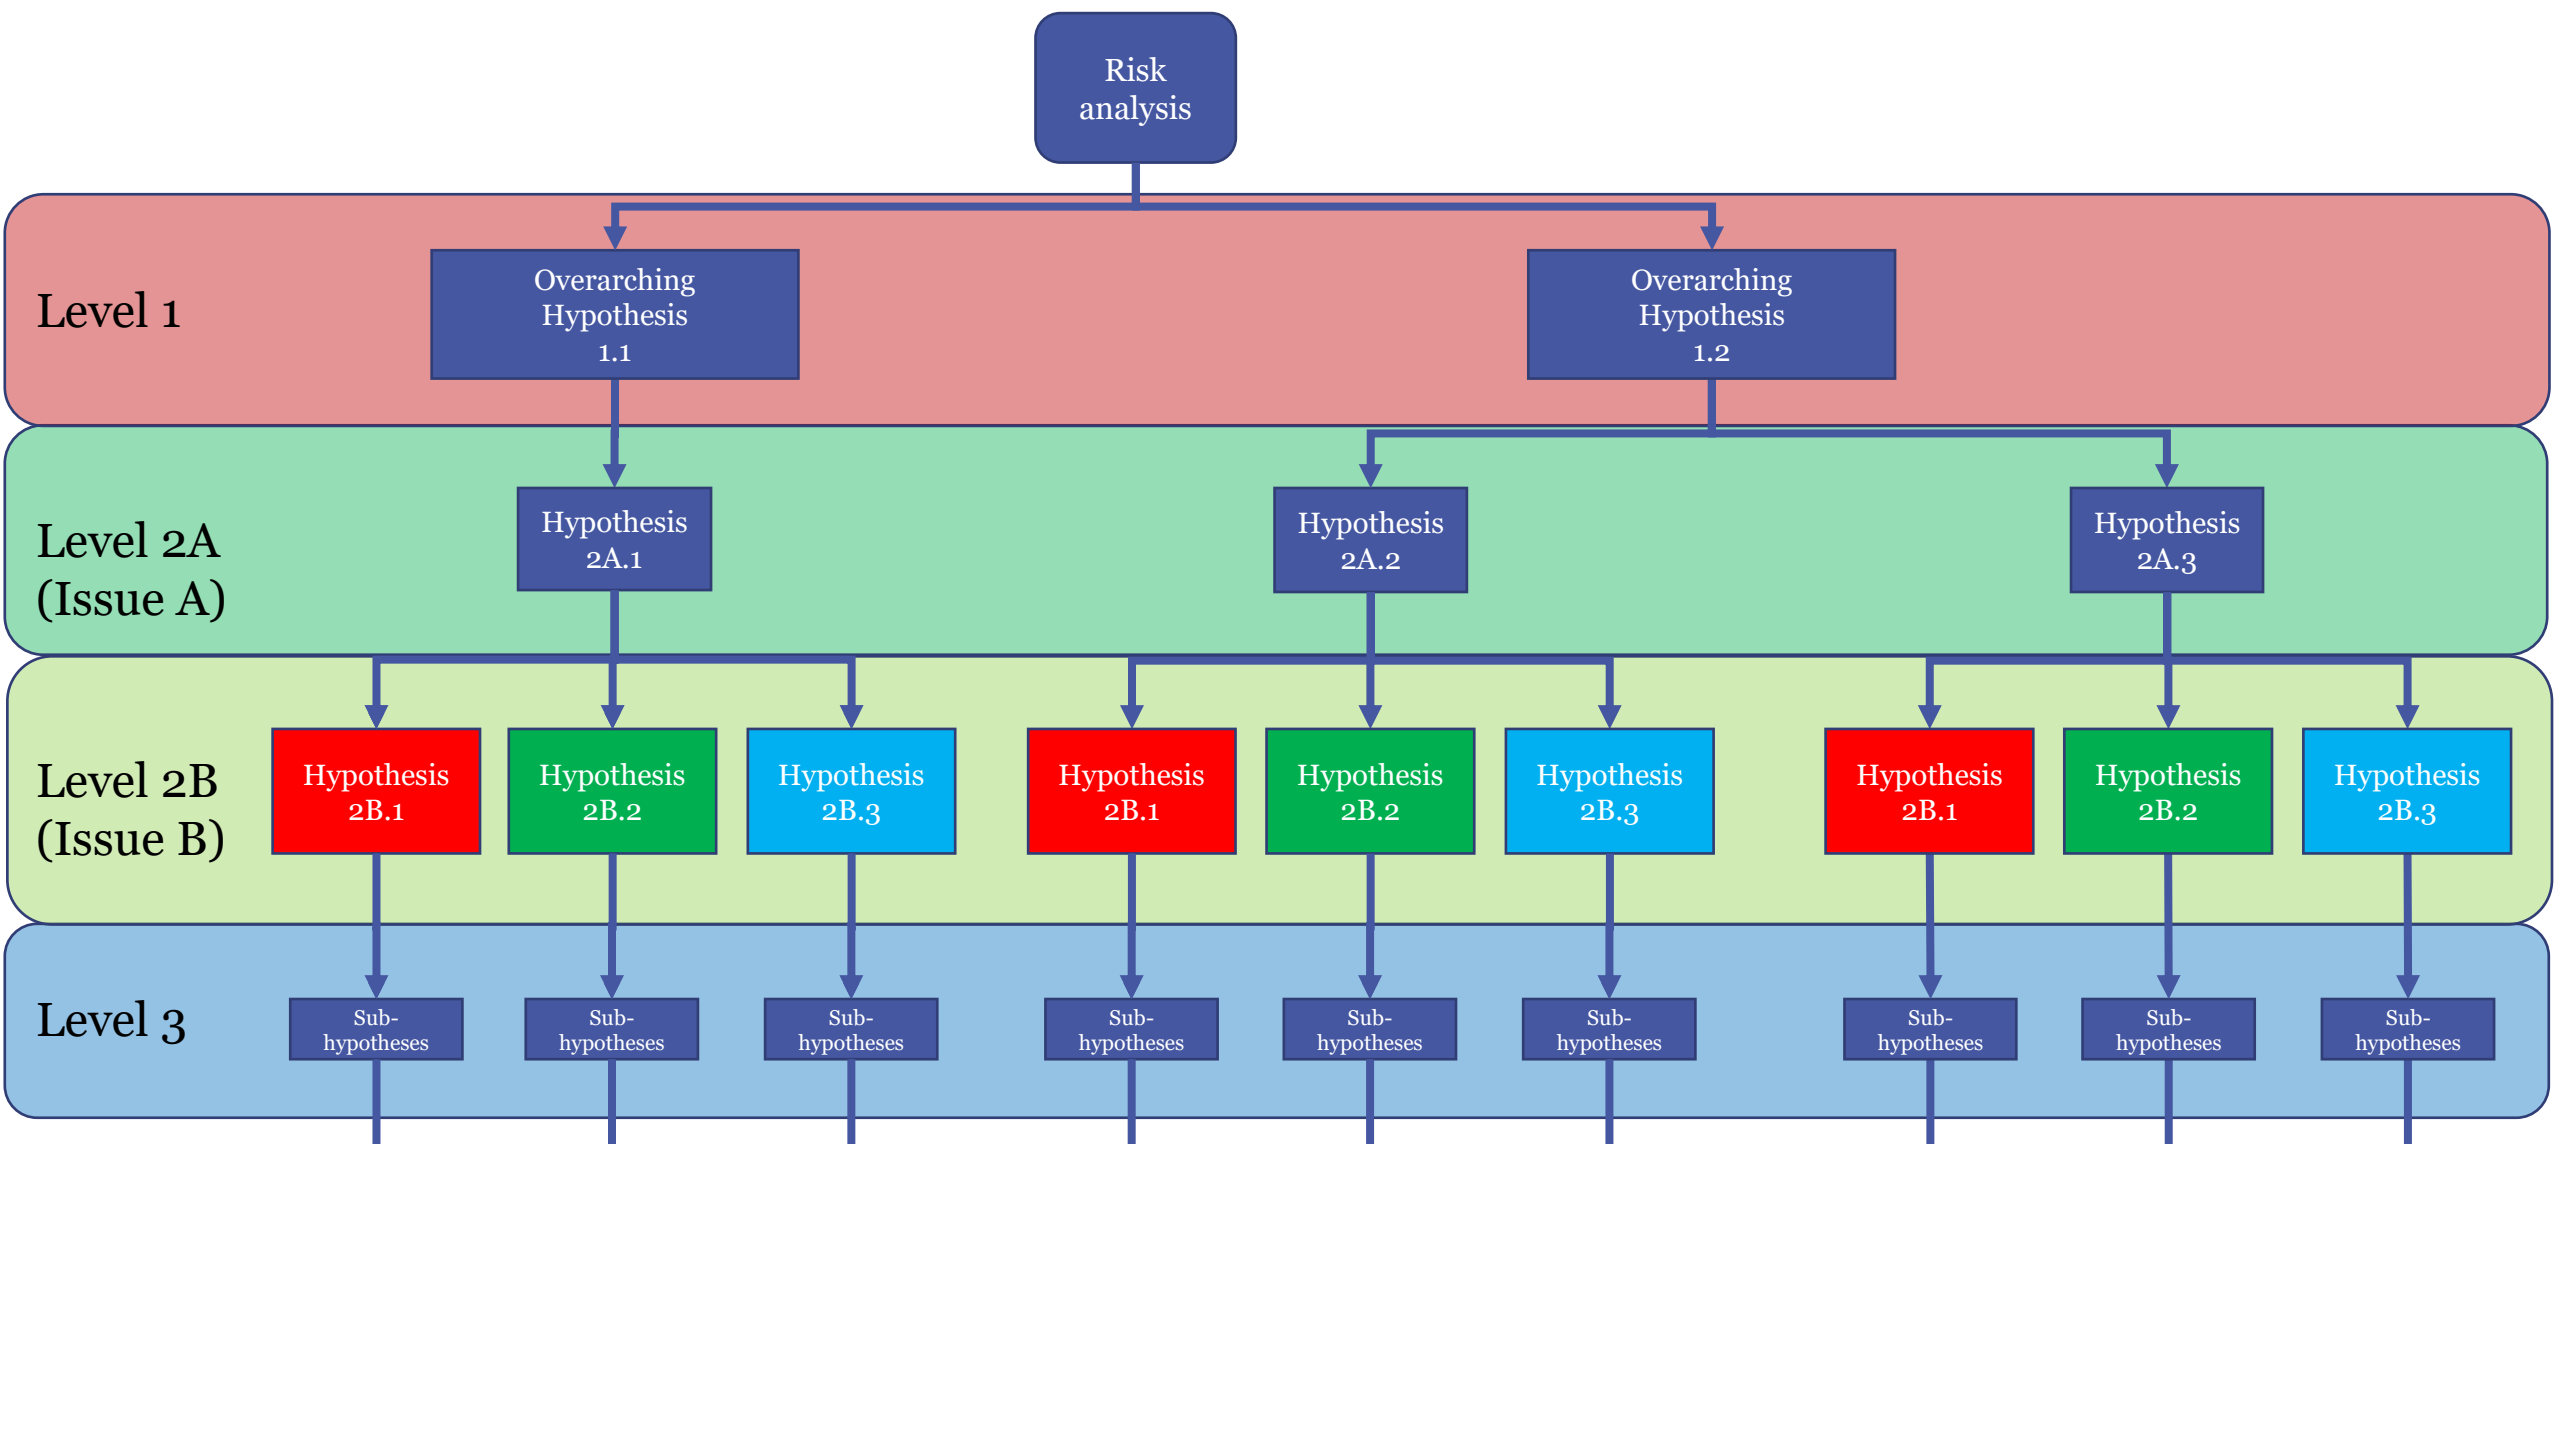 Risk
analysis
Level 1
Overarching
Hypothesis
1.1
Overarching
Hypothesis
1.2
Level 2A
(Issue A)
Hypothesis
2A.1
Hypothesis
2A.2
Hypothesis
2A.3
Level 2B
(Issue B)
Hypothesis
2B.1
Hypothesis
2B.2
Hypothesis
2B.3
Hypothesis
2B.1
Hypothesis
2B.2
Hypothesis
2B.3
Hypothesis
2B.1
Hypothesis
2B.2
Hypothesis
2B.3
Level 3
Sub-
hypotheses
Sub-
hypotheses
Sub-
hypotheses
Sub-
hypotheses
Sub-
hypotheses
Sub-
hypotheses
Sub-
hypotheses
Sub-
hypotheses
Sub-
hypotheses